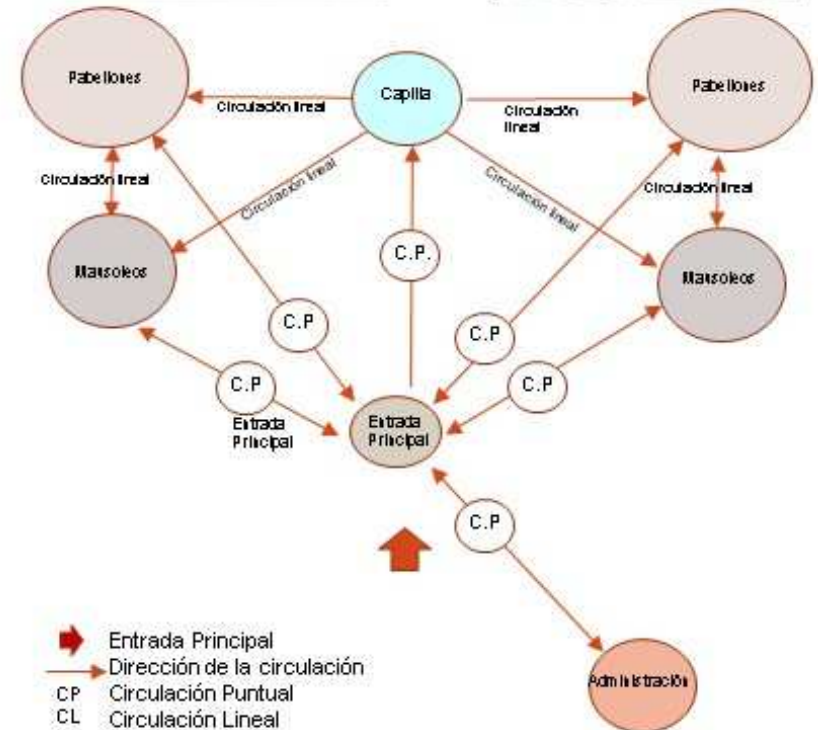 Pabellones
Capilla
Pabellones
Circulación lineal
Circulación
lineal
Circulación lineal
Circulación lineal
Circulación lineal
Circulación lineal
Mausoleos
C.P.
Mausoleos
C.P
C.P
C.P
C.P
Entrada
Principal
Entrada
Principal
C.P
Entrada Principal
Dirección de la circulación
CP Circulación Puntual
CL Circulación Lineal
Administración